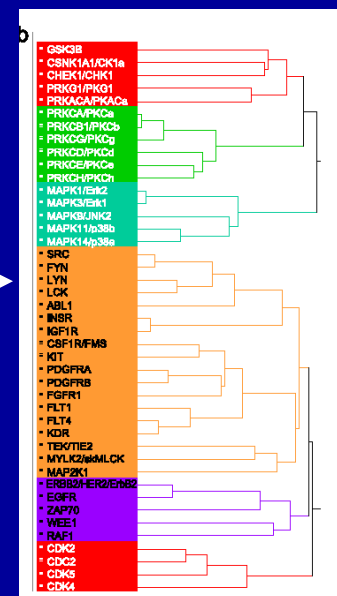 b
GSK3B
CSNK1A1/CK1a
CHEK1/CHK1
PRKG1/PKG1
PRKACA/PKACa
PRKCA/PKCa
PRKCB1/PKCb
PRKCG/PKCg
PRKCD/PKCd
PRKCE/PKCe
PRKCH/PKCh
MAPK1/Erk2
MAPK3/Erk1
MAPK8/JNK2
MAPK11/p38b
MAPK14/p38a
SRC
FYN
LYN
LCK
ABL1
INSR
IGF1R
CSF1R/FMS
KIT
PDGFRA
PDGFRB
FGFR1
FLT1
FLT4
KDR
TEK/TIE2
MYLK2/skMLCK
MAP2K1
ERBB2/HER2/ErbB2
EGFR
ZAP70
WEE1
RAF1
CDK2
CDC2
CDK5
CDK4